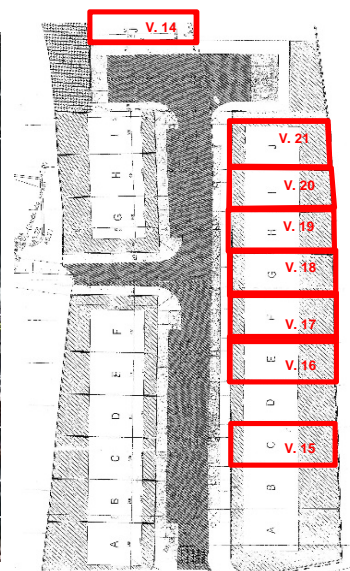 J V. 14
J V. 21
I V. 20
H V. 19
G V. 18
F V. 17
E V. 16
D
C V. 15
B
A
I
H
G
F
E
D
C
B
A